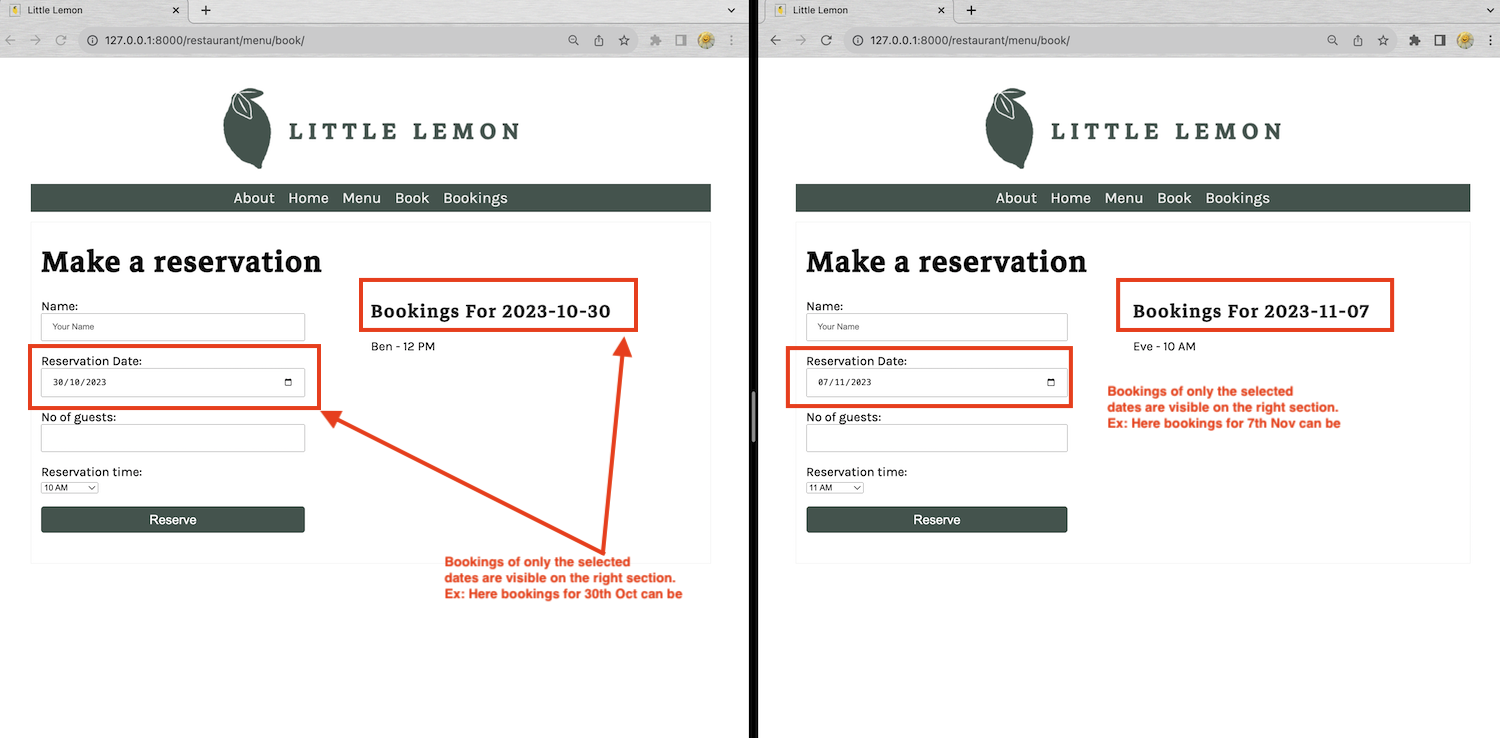 Little Lemon
127.0.0.1:8000/restaurant/menu/book/
LITTLE LEMON
About Home Menu Book Bookings
Make a reservation
Name:
Your Name
Reservation Date:
30/10/2023
No of guests:
Reservation time:
10 AM
Reserve
Bookings For 2023-10-30
Ben - 12 PM
Bookings of only the selected
dates are visible on the right section.
Ex: Here bookings for 30th Oct can be
Little Lemon
127.0.0.1:8000/restaurant/menu/book/
LITTLE LEMON
About Home Menu Book Bookings
Make a reservation
Name:
Your Name
Reservation Date:
07/11/2023
No of guests:
Reservation time:
11 AM
Reserve
Bookings For 2023-11-07
Eve - 10 AM
Bookings of only the selected
dates are visible on the right section.
Ex: Here bookings for 7th Nov can be